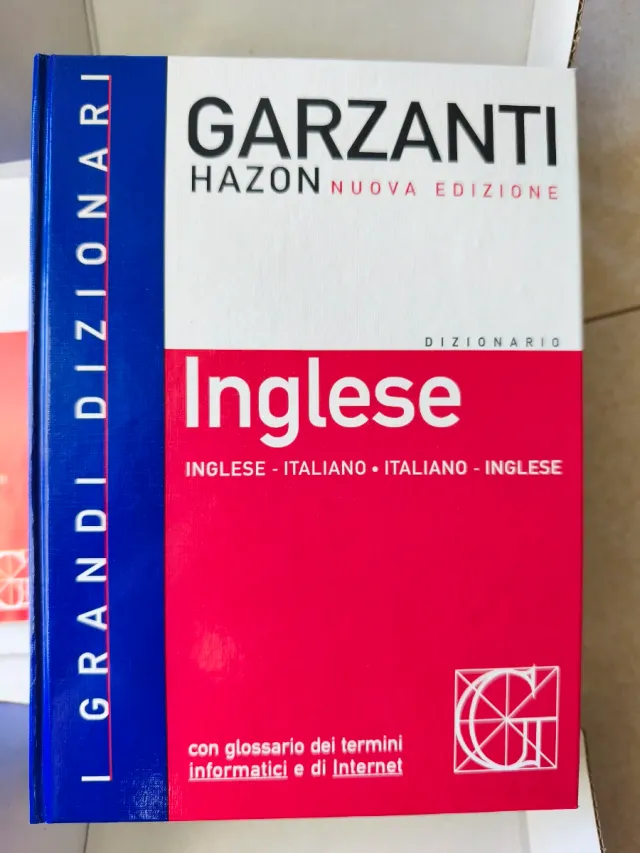 I GRANDI DIZIONARI
GARZANTI
HAZON NUOVA EDIZIONE
DIZIONARIO
Inglese
INGLESE - ITALIANO • ITALIANO - INGLESE
con glossario dei termini
informatici e di Internet
G